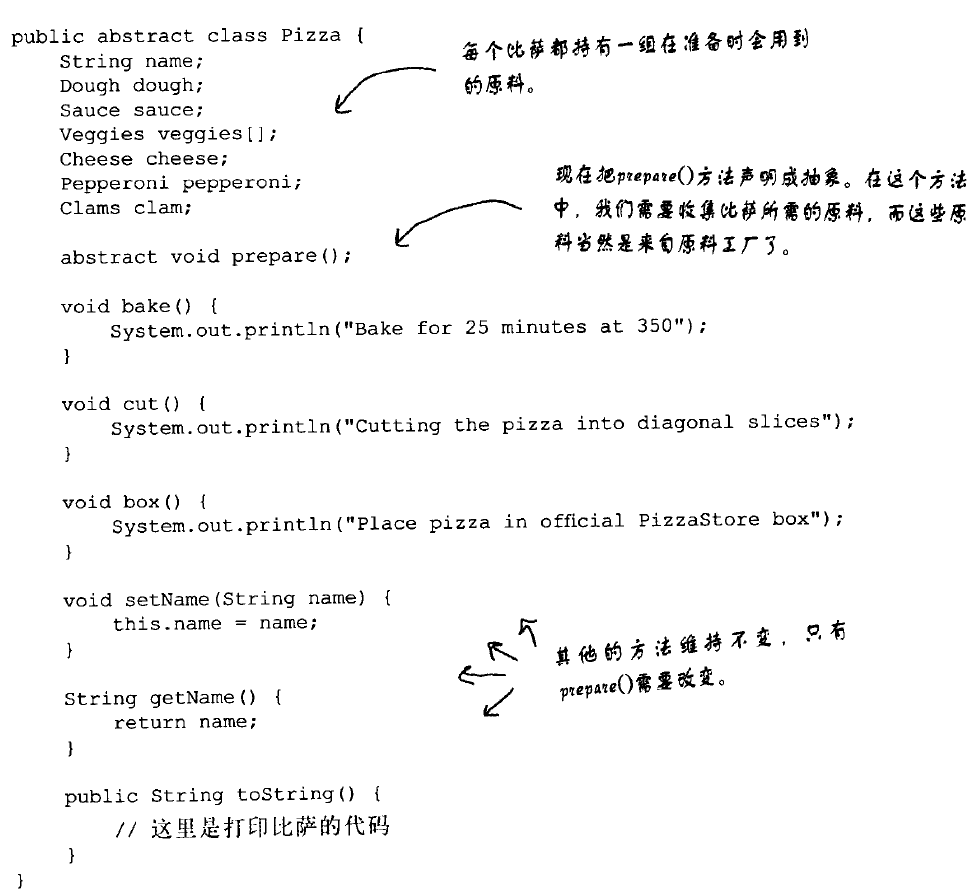 public abstract class Pizza {
String name;
Dough dough;
Sauce sauce;
Veggies veggies[];
Cheese cheese;
Pepperoni pepperoni;
Clams clam;
每个比萨都持有一组在准备时会用到
的原料。
abstract void prepare();
现在把prepare()方法声明成抽象。在这个方法
中，我们需要收集比萨所需的原料，而这些原
料当然是来自原料工厂了。
void bake() {
System.out.println("Bake for 25 minutes at 350");
}
void cut() {
System.out.println("Cutting the pizza into diagonal slices");
}
void box() {
System.out.println("Place pizza in official PizzaStore box");
}
void setName(String name) {
this.name = name;
}
其他的方法维持不变，只有
prepare()需要改变。
String getName() {
return name;
}
public String toString() {
// 这里是打印比萨的代码
}
}